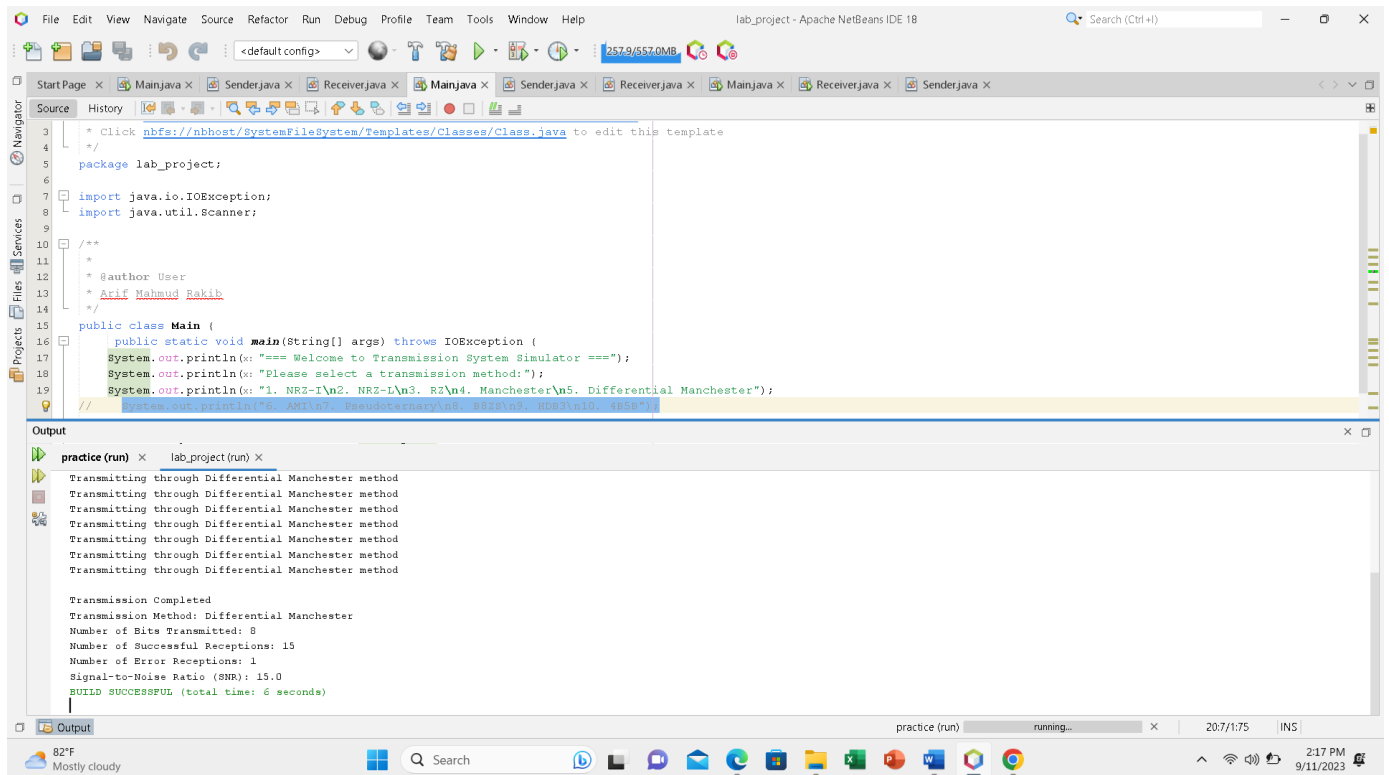 File Edit View Navigate Source Refactor Run Debug Profile Team Tools Window Help lab_project - Apache NetBeans IDE 18 Search (Ctrl+I)
<default config> 257.9/557.0MB
Start Page Main.java Sender.java Receiver.java Main.java Sender.java Receiver.java Main.java Receiver.java Sender.java
Source History
Navigator
Services
Files
Projects
3 * Click nbfs://nbhost/SystemFileSystem/Templates/Classes/Class.java to edit this template
4 */
5 package lab_project;
6
7 import java.io.IOException;
8 import java.util.Scanner;
9
10 /**
11 *
12 * @author User
13 * Arif Mahmud Rakib
14 */
15 public class Main {
16 public static void main(String[] args) throws IOException {
17 System.out.println(x: "=== Welcome to Transmission System Simulator ===");
18 System.out.println(x: "Please select a transmission method:");
19 System.out.println(x: "1. NRZ-I\n2. NRZ-L\n3. RZ\n4. Manchester\n5. Differential Manchester");
// System.out.println("6. AMI\n7. Pseudoternary\n8. B8ZS\n9. HDB3\n10. 4B5B");
Output
practice (run) lab_project (run)
Transmitting through Differential Manchester method
Transmitting through Differential Manchester method
Transmitting through Differential Manchester method
Transmitting through Differential Manchester method
Transmitting through Differential Manchester method
Transmitting through Differential Manchester method
Transmitting through Differential Manchester method
Transmission Completed
Transmission Method: Differential Manchester
Number of Bits Transmitted: 8
Number of Successful Receptions: 15
Number of Error Receptions: 1
Signal-to-Noise Ratio (SNR): 15.0
BUILD SUCCESSFUL (total time: 6 seconds)
Output practice (run) running... 20:7/1:75 INS
82°F
Mostly cloudy
Search
2:17 PM
9/11/2023